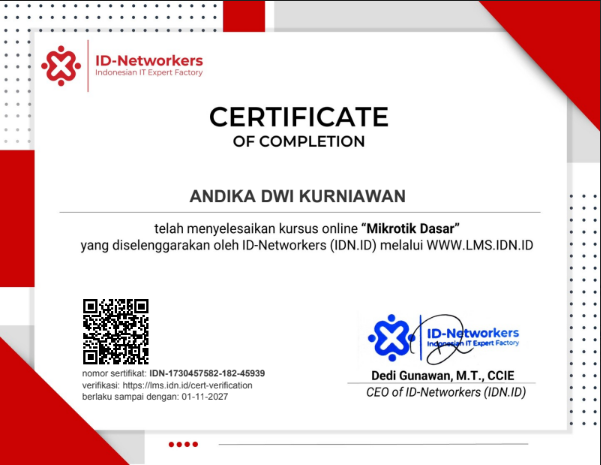 ID-Networkers
Indonesian IT Expert Factory
CERTIFICATE
OF COMPLETION
ANDIKA DWI KURNIAWAN
telah menyelesaikan kursus online “Mikrotik Dasar”
yang diselenggarakan oleh ID-Networkers (IDN.ID) melalui WWW.LMS.IDN.ID
nomor sertifikat: IDN-1730457582-182-45939
verifikasi: https://lms.idn.id/cert-verification
berlaku sampai dengan: 01-11-2027
ID-Networkers
Indonesian IT Expert Factory
Dedi Gunawan, M.T., CCIE
CEO of ID-Networkers (IDN.ID)